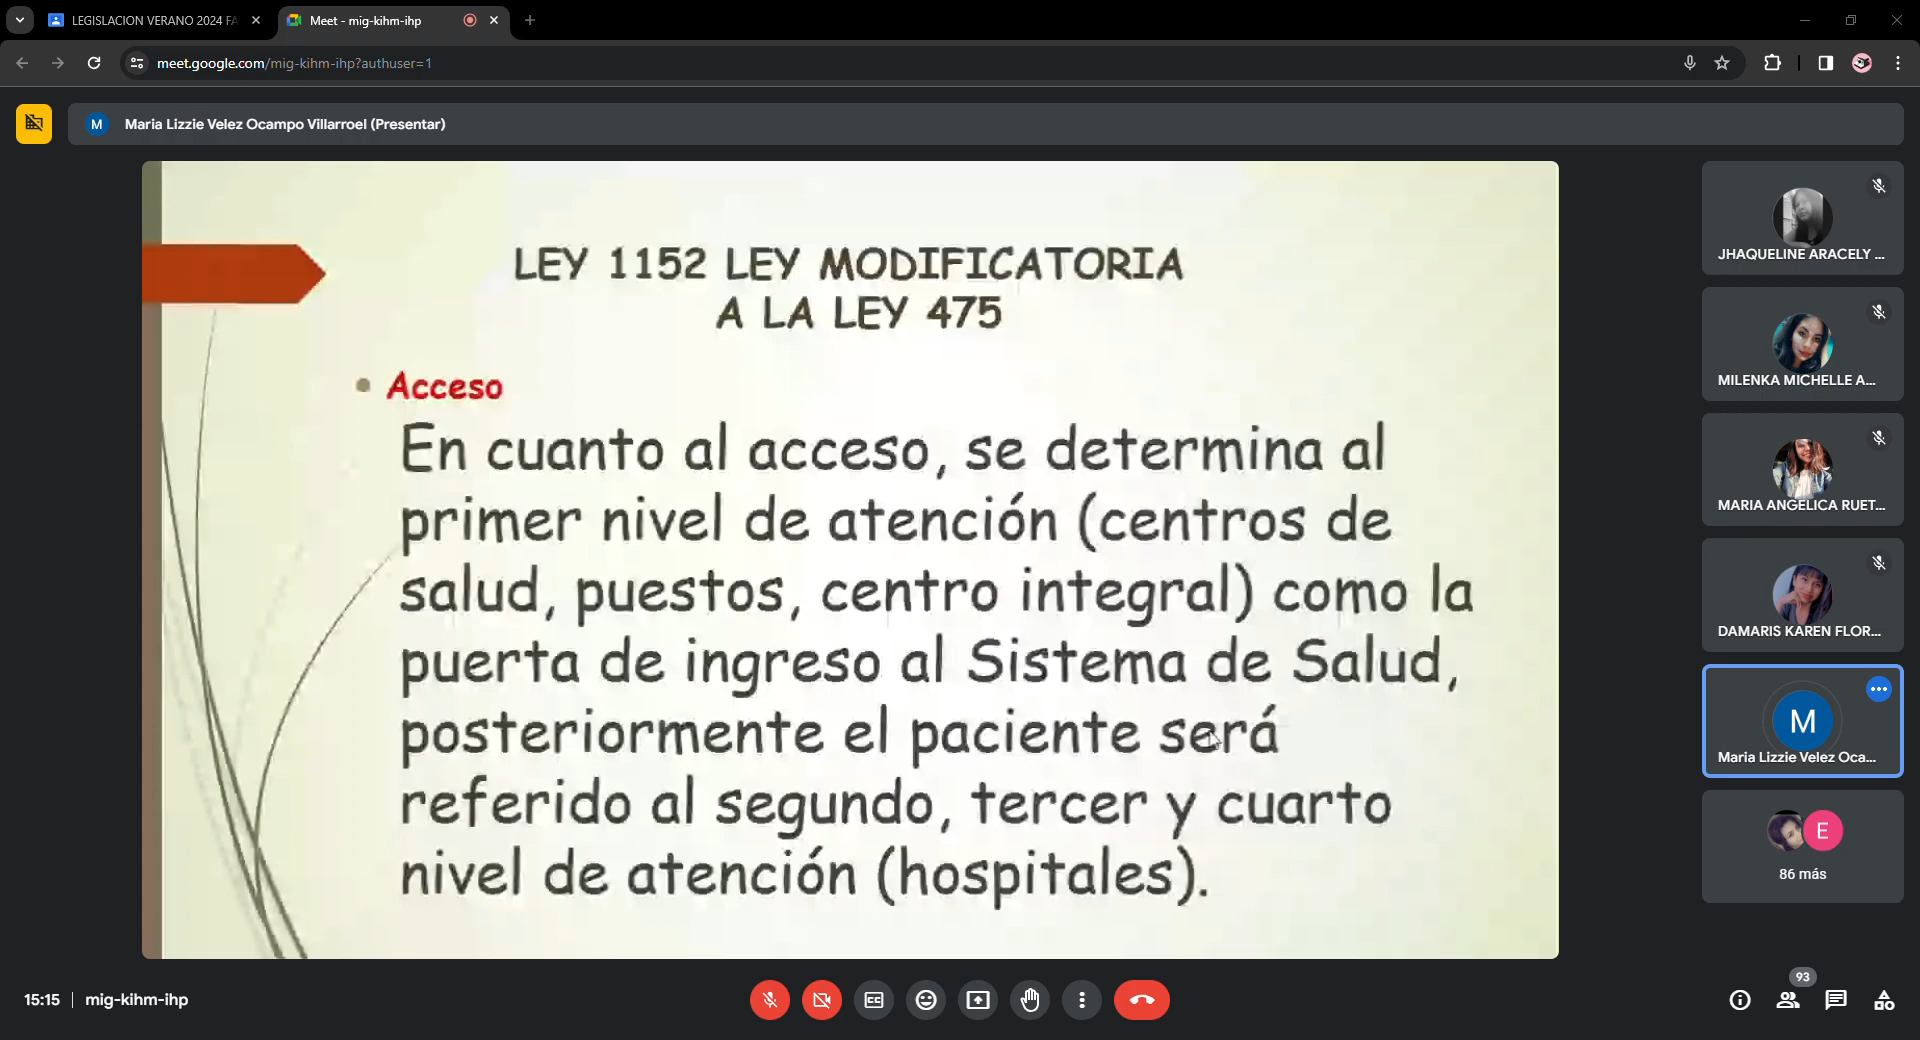 LEGISLACION VERANO 2024 FA
Meet - mig-kihm-ihp
meet.google.com/mig-kihm-ihp?authuser=1
M
Maria Lizzie Velez Ocampo Villarroel (Presentar)
LEY 1152 LEY MODIFICATORIA
A LA LEY 475
Acceso
En cuanto al acceso, se determina al
primer nivel de atención (centros de
salud, puestos, centro integral) como la
puerta de ingreso al Sistema de Salud,
posteriormente el paciente será
referido al segundo, tercer y cuarto
nivel de atención (hospitales).
JHAQUELINE ARACELY ...
MILENKA MICHELLE A...
MARIA ANGELICA RUET...
DAMARIS KAREN FLOR...
M
Maria Lizzie Velez Oca...
E
86 más
15:15 | mig-kihm-ihp
CC
93